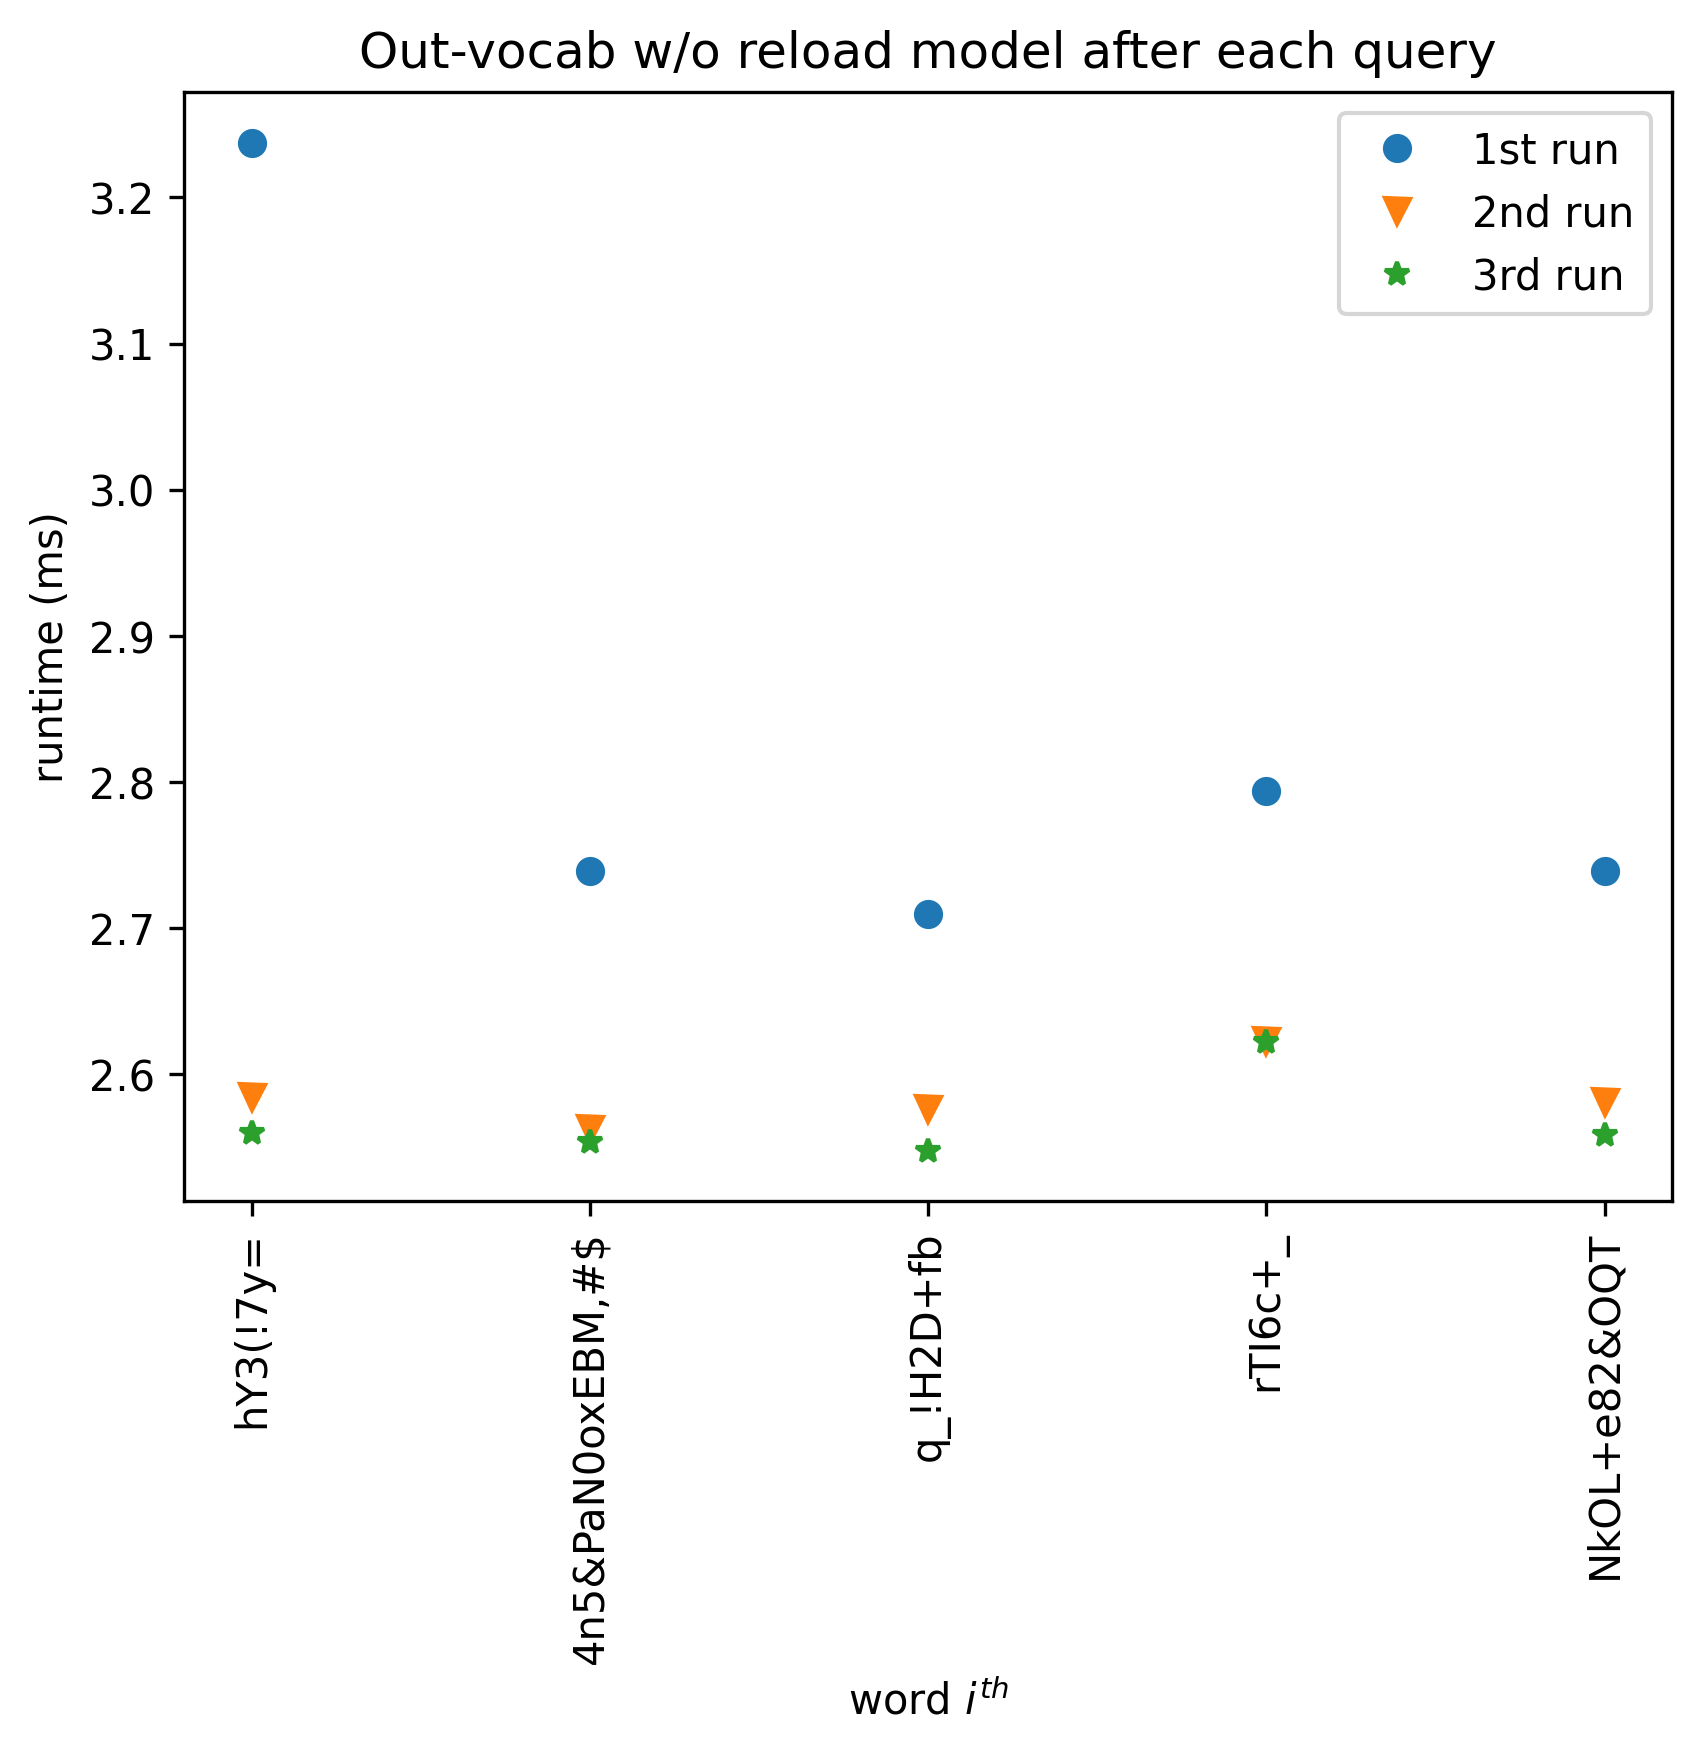 Out-vocab w/o reload model after each query
1st run
2nd run
3rd run
3.2
3.1
3.0
2.9
2.8
2.7
2.6
runtime (ms)
hY3(!7y=
4n5&PaN0oxEBM,#$
q_!H2D+fb
rTl6c+_
NkOL+e82&OQT
word i^th